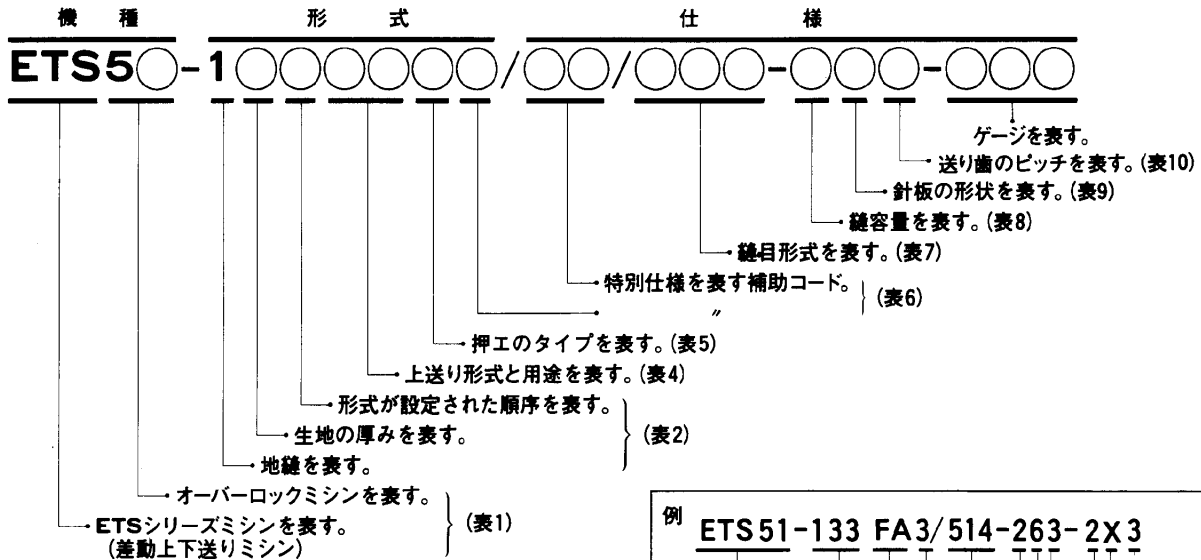 機 種 形 式 仕 様
ETS5○-1○○○○○○/○○/○○○-○○○-○○○
ゲージを表す。
送り歯のピッチを表す。(表10)
針板の形状を表す。(表9)
縫容量を表す。(表8)
縫目形式を表す。(表7)
特別仕様を表す補助コード。
〃
(表6)
押エのタイプを表す。(表5)
上送り形式と用途を表す。(表4)
形式が設定された順序を表す。
生地の厚みを表す。
(表2)
地縫を表す。
オーバーロックミシンを表す。
ETSシリーズミシンを表す。
(差動上下送りミシン)
(表1)
例 ETS51-133 FA3/514-263-2X3